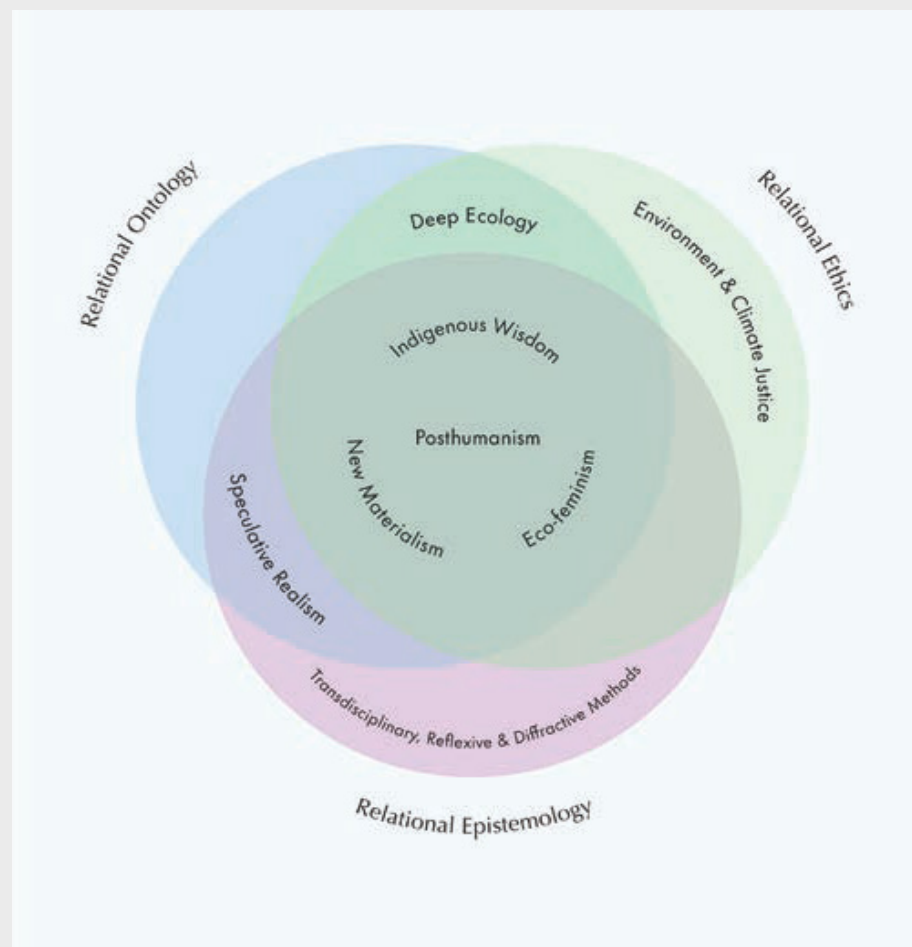 Relational Ontology
Relational Ethics
Deep Ecology
Environment & Climate Justice
Indigenous Wisdom
Posthumanism
New Materialism
Eco-feminism
Speculative Realism
Transdisciplinary, Reflexive & Diffractive Methods
Relational Epistemology